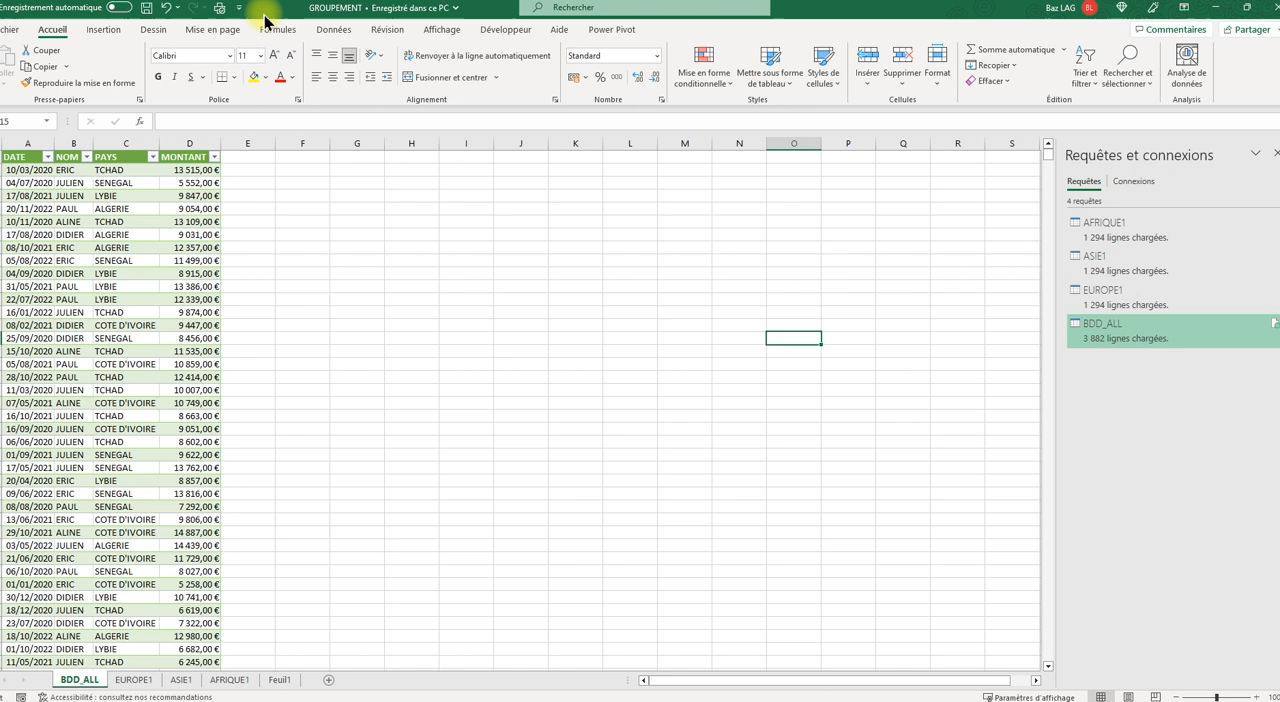 Enregistrement automatique GROUPEMENT • Enregistré dans ce PC Rechercher Baz LAG BL
chier Accueil Insertion Dessin Mise en page Formules Données Révision Affichage Développeur Aide Power Pivot Commentaires Partager
Couper
Copier
Reproduire la mise en forme
Presse-papiers
Calibri 11
G I S
Police
Renvoyer à la ligne automatiquement
Fusionner et centrer
Alignement
Standard
% 000
Nombre
Mise en forme conditionnelle
Mettre sous forme de tableau
Styles de cellules
Styles
Insérer Supprimer Format
Cellules
Somme automatique
Recopier
Effacer
Trier et filtrer
Rechercher et sélectionner
Édition
Analyse de données
Analysis
15 fx
A B C D E F G H I J K L M N O P Q R S
DATE NOM PAYS MONTANT
10/03/2020 ERIC TCHAD 13 515,00 €
04/07/2020 JULIEN SENEGAL 5 552,00 €
17/08/2021 JULIEN LYBIE 9 847,00 €
20/11/2022 PAUL ALGERIE 9 054,00 €
10/11/2020 ALINE TCHAD 13 109,00 €
17/08/2020 DIDIER ALGERIE 9 031,00 €
08/10/2021 ERIC ALGERIE 12 357,00 €
05/08/2022 ERIC SENEGAL 11 499,00 €
04/09/2020 DIDIER LYBIE 8 915,00 €
31/05/2021 PAUL LYBIE 13 386,00 €
22/07/2022 PAUL LYBIE 12 339,00 €
16/01/2022 JULIEN TCHAD 9 874,00 €
08/02/2021 DIDIER COTE D'IVOIRE 9 447,00 €
25/09/2020 DIDIER SENEGAL 8 456,00 €
15/10/2020 ALINE TCHAD 11 535,00 €
05/08/2021 PAUL COTE D'IVOIRE 10 859,00 €
28/10/2022 PAUL TCHAD 12 414,00 €
11/03/2020 JULIEN TCHAD 10 007,00 €
07/05/2021 ALINE COTE D'IVOIRE 10 749,00 €
16/10/2021 JULIEN TCHAD 8 663,00 €
16/09/2020 JULIEN COTE D'IVOIRE 9 051,00 €
06/06/2020 JULIEN TCHAD 8 602,00 €
01/09/2021 JULIEN SENEGAL 9 622,00 €
17/05/2021 JULIEN SENEGAL 13 762,00 €
20/04/2020 ERIC LYBIE 8 857,00 €
09/06/2022 ERIC SENEGAL 13 816,00 €
08/08/2020 PAUL SENEGAL 7 292,00 €
13/06/2021 ERIC COTE D'IVOIRE 9 806,00 €
29/10/2021 ALINE COTE D'IVOIRE 14 887,00 €
03/05/2022 JULIEN ALGERIE 14 439,00 €
21/06/2020 ERIC COTE D'IVOIRE 11 729,00 €
06/10/2020 PAUL SENEGAL 8 027,00 €
01/01/2020 ERIC COTE D'IVOIRE 5 258,00 €
30/12/2020 DIDIER LYBIE 10 741,00 €
18/12/2020 JULIEN TCHAD 6 619,00 €
23/07/2020 DIDIER COTE D'IVOIRE 7 322,00 €
18/10/2022 ALINE ALGERIE 12 980,00 €
01/10/2022 DIDIER LYBIE 6 682,00 €
11/05/2021 JULIEN TCHAD 6 245,00 €
Requêtes et connexions
Requêtes Connexions
4 requêtes
AFRIQUE1
1 294 lignes chargées.
ASIE1
1 294 lignes chargées.
EUROPE1
1 294 lignes chargées.
BDD_ALL
3 882 lignes chargées.
BDD_ALL EUROPE1 ASIE1 AFRIQUE1 Feuil1
Accessibilité : consultez nos recommandations Paramètres d'affichage 100